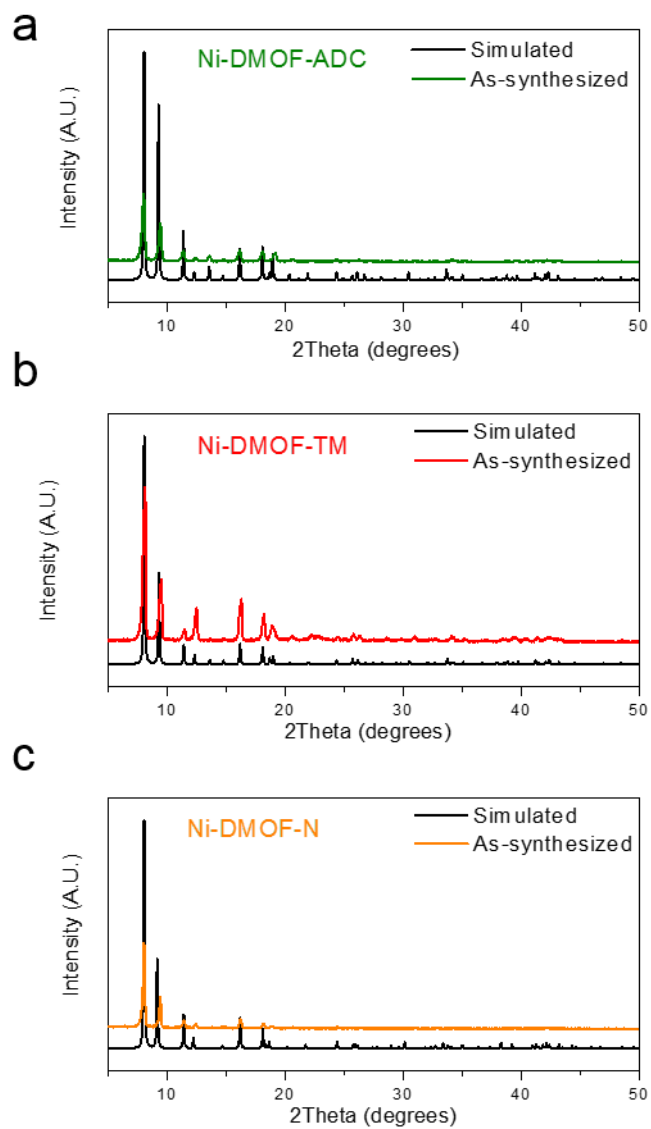 a
Ni-DMOF-ADC
Simulated
As-synthesized
Intensity (A.U.)
10 20 30 40 50
2Theta (degrees)
b
Ni-DMOF-TM
Simulated
As-synthesized
Intensity (A.U.)
10 20 30 40 50
2Theta (degrees)
c
Ni-DMOF-N
Simulated
As-synthesized
Intensity (A.U.)
10 20 30 40 50
2Theta (degrees)